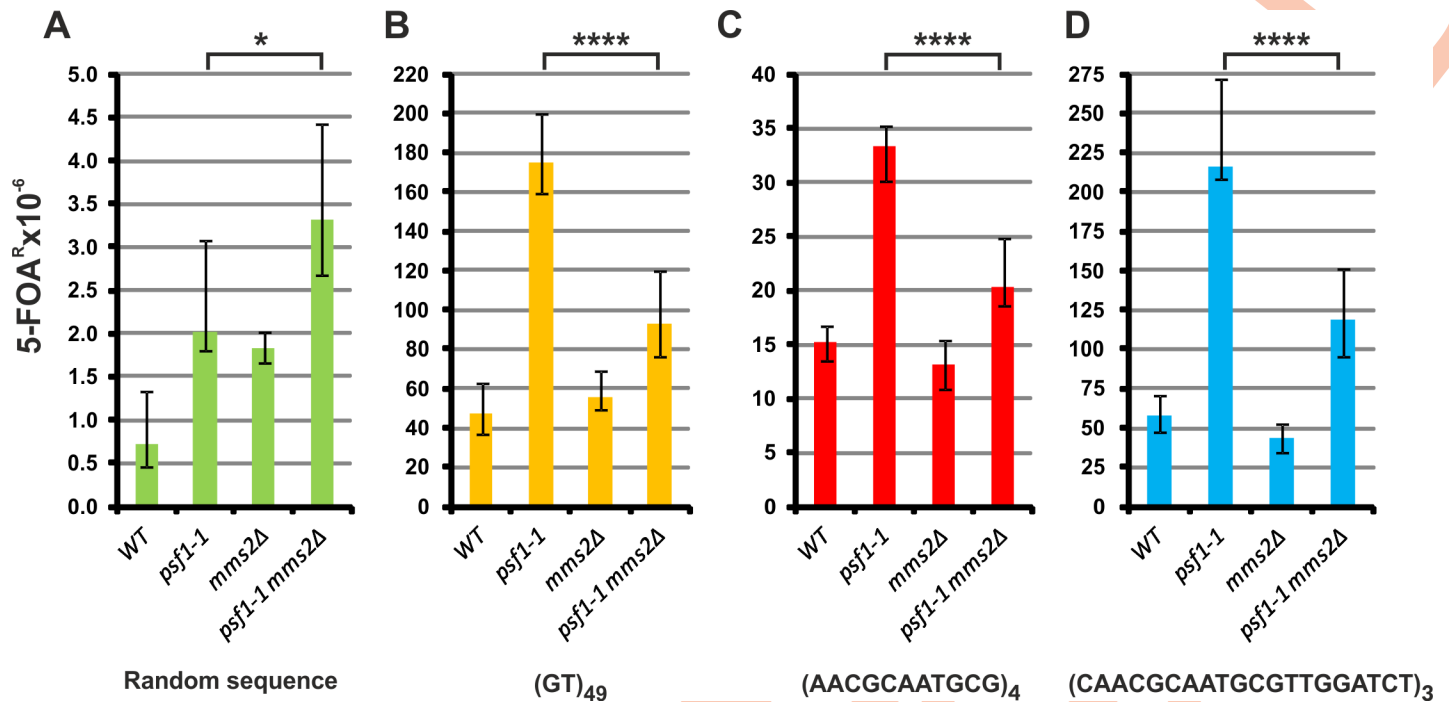 A
B
C
D
*
****
****
****
5-FOAᴿx10⁻⁶
5.0
4.5
4.0
3.5
3.0
2.5
2.0
1.5
1.0
0.5
0.0
220
200
180
160
140
120
100
80
60
40
20
0
40
35
30
25
20
15
10
5
0
275
250
225
200
175
150
125
100
75
50
25
0
WT
psf1-1
mms2Δ
psf1-1 mms2Δ
WT
psf1-1
mms2Δ
psf1-1 mms2Δ
WT
psf1-1
mms2Δ
psf1-1 mms2Δ
WT
psf1-1
mms2Δ
psf1-1 mms2Δ
Random sequence
(GT)₄₉
(AACGCAATGCG)₄
(CAACGCAATGCGTTGGATCT)₃